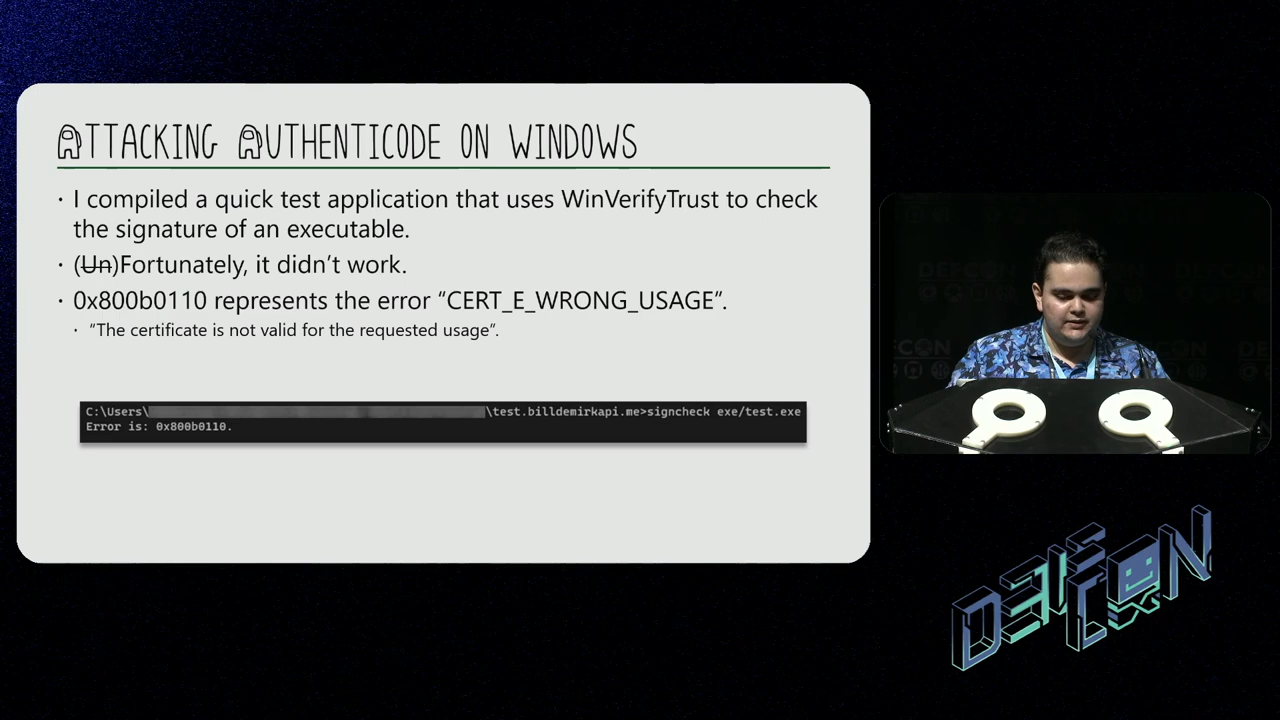 ATTACKING AUTHENTICODE ON WINDOWS
· I compiled a quick test application that uses WinVerifyTrust to check
the signature of an executable.
· (Un)Fortunately, it didn’t work.
· 0x800b0110 represents the error “CERT_E_WRONG_USAGE”.
· “The certificate is not valid for the requested usage”.
C:\Users\ \test.billdemirkapi.me>signcheck exe/test.exe
Error is: 0x800b0110.
DEFCON
DEF
CON